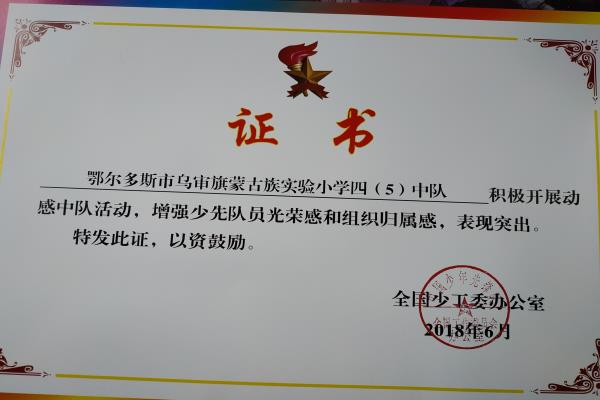 证 书
鄂尔多斯市乌审旗蒙古族实验小学四（5）中队 积极开展动
感中队活动，增强少先队员光荣感和组织归属感，表现突出。
特发此证，以资鼓励。
全国少工委办公室
2018年6月